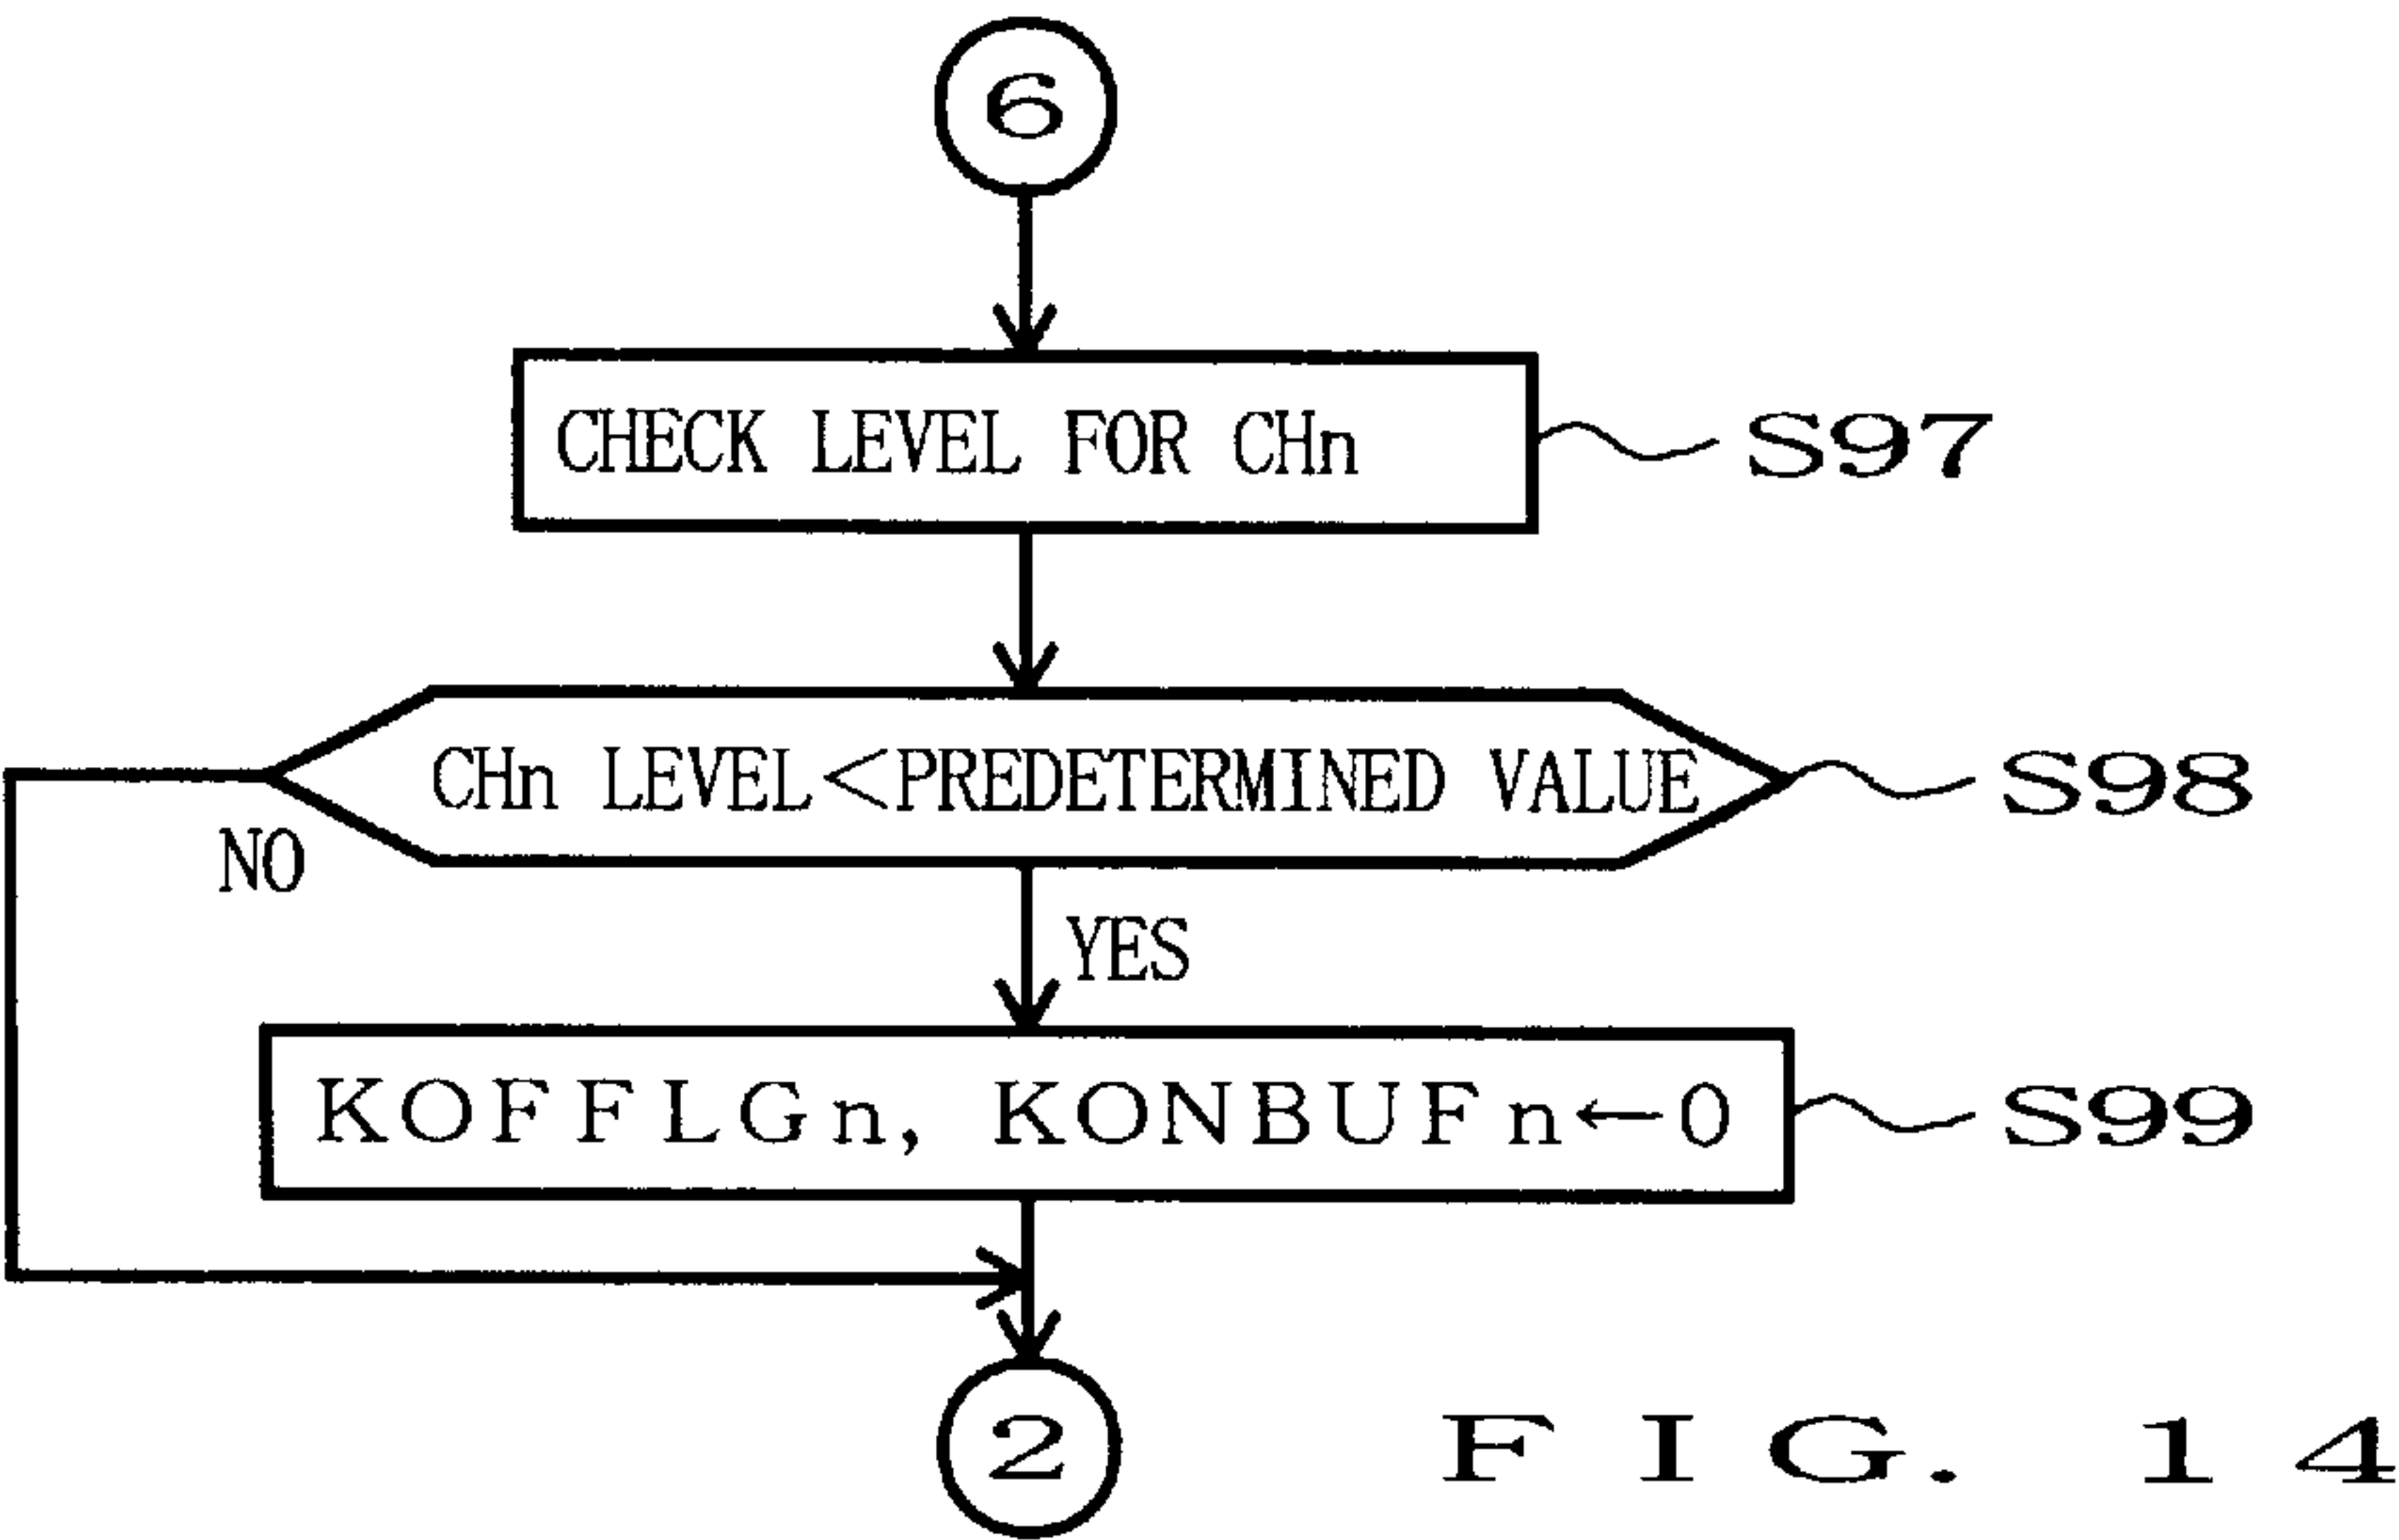 6
CHECK LEVEL FOR CHn
S97
CHn LEVEL<PREDETERMINED VALUE
S98
NO
YES
KOFFLGn, KONBUFn←0
S99
2
FIG. 14